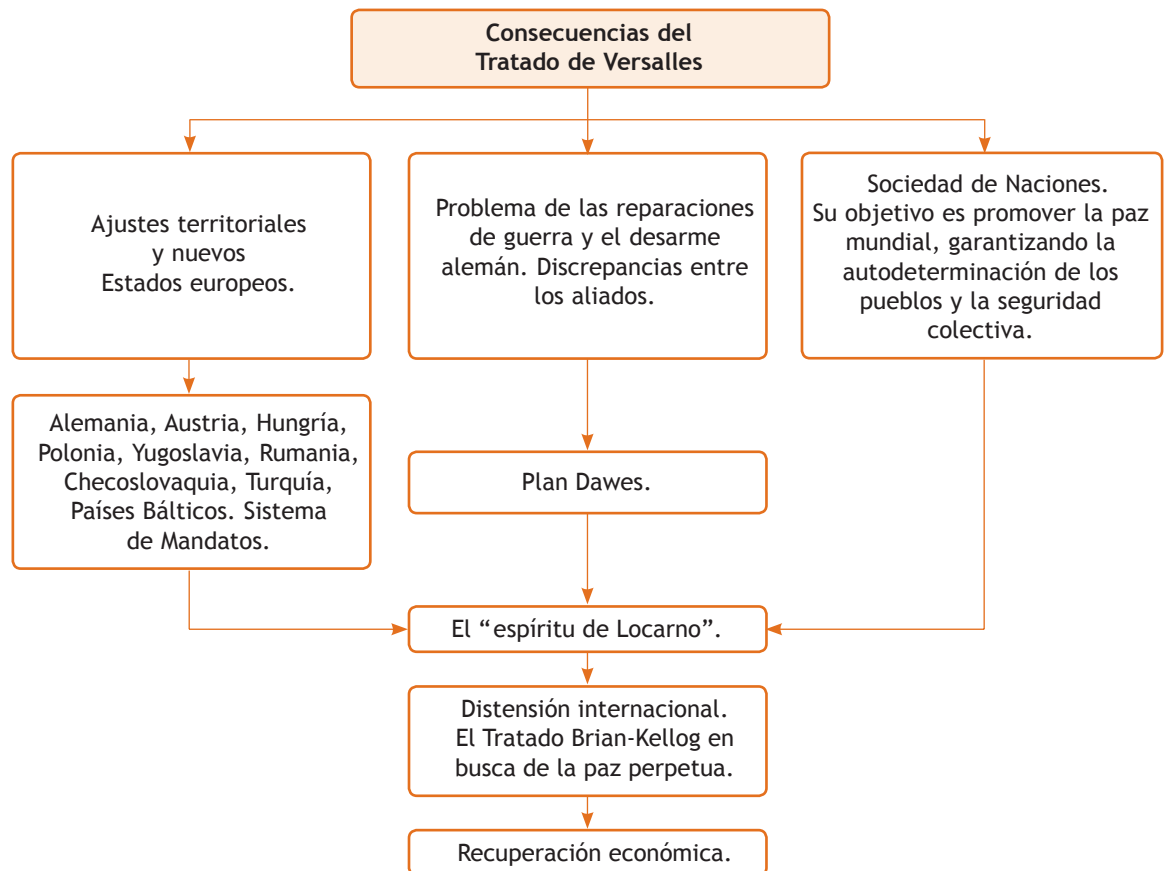 Consecuencias del
Tratado de Versalles
Ajustes territoriales
y nuevos
Estados europeos.
Problema de las reparaciones
de guerra y el desarme
alemán. Discrepancias entre
los aliados.
Sociedad de Naciones.
Su objetivo es promover la paz
mundial, garantizando la
autodeterminación de los
pueblos y la seguridad
colectiva.
Alemania, Austria, Hungría,
Polonia, Yugoslavia, Rumania,
Checoslovaquia, Turquía,
Países Bálticos. Sistema
de Mandatos.
Plan Dawes.
El “espíritu de Locarno”.
Distensión internacional.
El Tratado Brian-Kellog en
busca de la paz perpetua.
Recuperación económica.